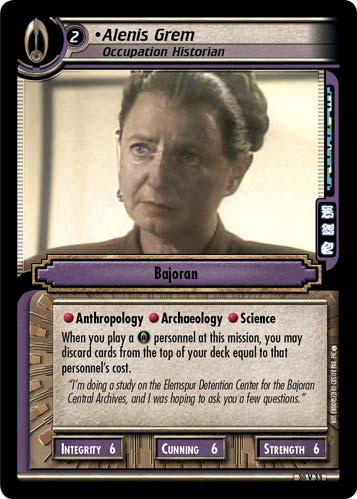 2 •Alenis Grem
Occupation Historian
Bajoran
• Anthropology • Archaeology • Science
When you play a personnel at this mission, you may
discard cards from the top of your deck equal to that
personnel's cost.
"I'm doing a study on the Elemspur Detention Center for the Bajoran
Central Archives, and I was hoping to ask you a few questions."
INTEGRITY 6 CUNNING 6 STRENGTH 6